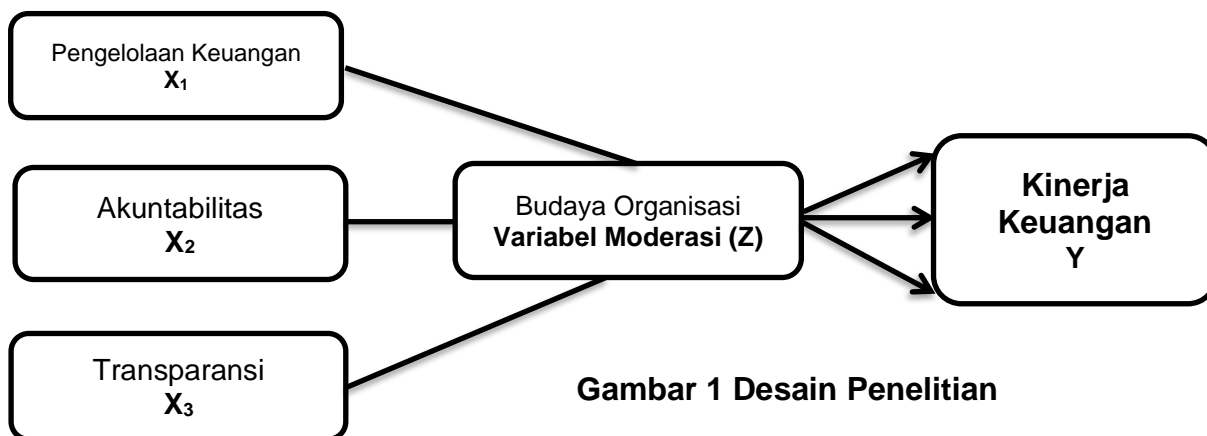 Pengelolaan Keuangan
X1
Akuntabilitas
X2
Transparansi
X3
Budaya Organisasi
Variabel Moderasi (Z)
Kinerja
Keuangan
Y
Gambar 1 Desain Penelitian